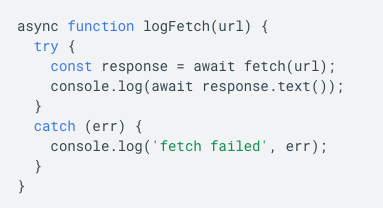 async function logFetch(url) {
  try {
    const response = await fetch(url);
    console.log(await response.text());
  }
  catch (err) {
    console.log('fetch failed', err);
  }
}